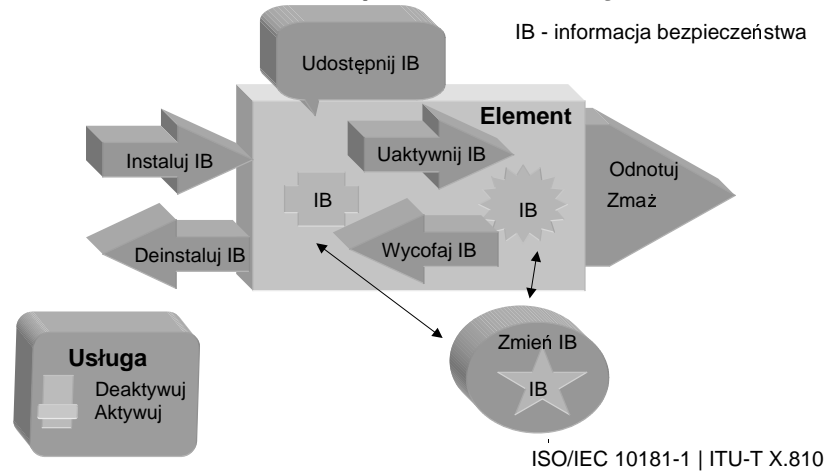 IB - informacja bezpieczeństwa
Udostępnij IB
Element
Instaluj IB
Uaktywnij IB
Odnotuj
Zmaż
IB
IB
Deinstaluj IB
Wycofaj IB
Zmień IB
IB
Usługa
Deaktywuj
Aktywuj
ISO/IEC 10181-1 | ITU-T X.810